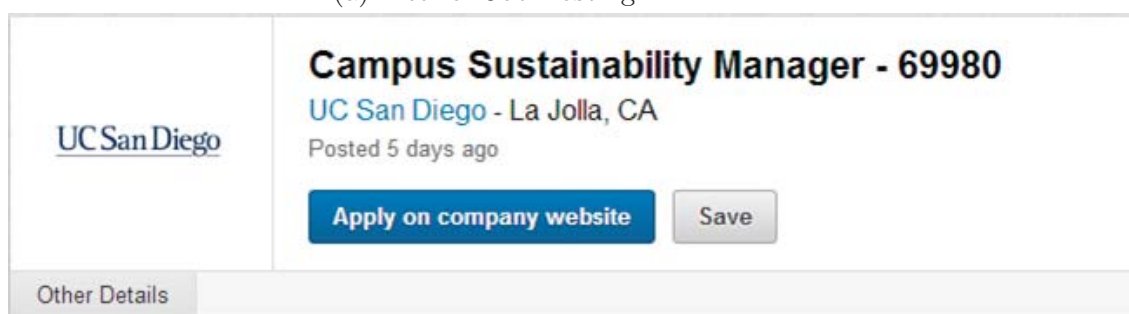 Campus Sustainability Manager - 69980
UC San Diego - La Jolla, CA
UC San Diego
Posted 5 days ago
Apply on company website
Save
Other Details